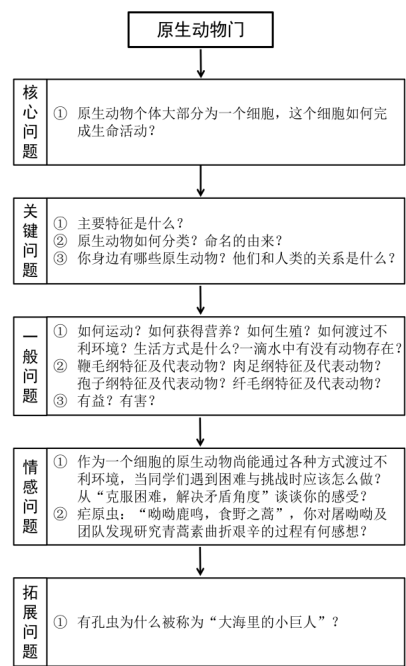 原生动物门
核心问题
① 原生动物个体大部分为一个细胞，这个细胞如何完
成生命活动？
关键问题
① 主要特征是什么？
② 原生动物如何分类？命名的由来？
③ 你身边有哪些原生动物？他们和人类的关系是什么？
一般问题
① 如何运动？如何获得营养？如何生殖？如何渡过不
利环境？生活方式是什么?一滴水中有没有动物存在？
② 鞭毛纲特征及代表动物？肉足纲特征及代表动物？
孢子纲特征及代表动物？纤毛纲特征及代表动物？
③ 有益？有害？
情感问题
① 作为一个细胞的原生动物尚能通过各种方式渡过不
利环境，当同学们遇到困难与挑战时应该怎么做？
从“克服困难，解决矛盾角度”谈谈你的感受？
② 疟原虫：“呦呦鹿鸣，食野之蒿”，你对屠呦呦及
团队发现研究青蒿素曲折艰辛的过程有何感想？
拓展问题
① 有孔虫为什么被称为“大海里的小巨人”？